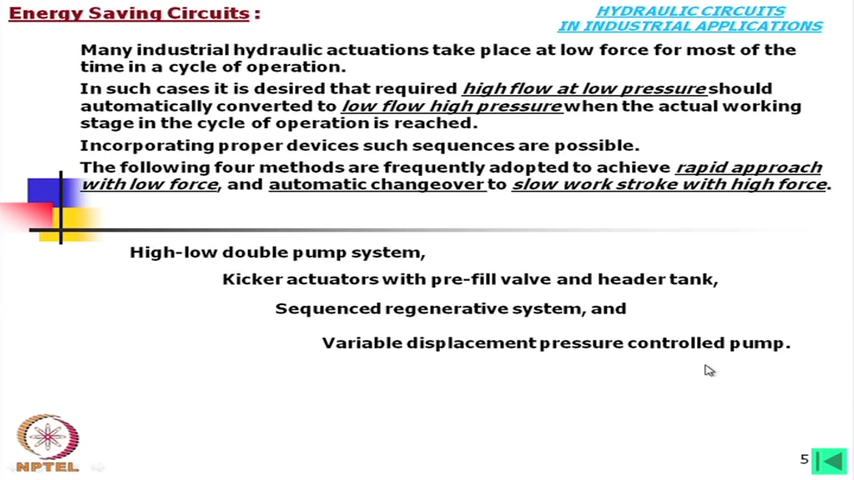 Energy Saving Circuits :
HYDRAULIC CIRCUITS
IN INDUSTRIAL APPLICATIONS
Many industrial hydraulic actuations take place at low force for most of the
time in a cycle of operation.
In such cases it is desired that required high flow at low pressure should
automatically converted to low flow high pressure when the actual working
stage in the cycle of operation is reached.
Incorporating proper devices such sequences are possible.
The following four methods are frequently adopted to achieve rapid approach
with low force, and automatic changeover to slow work stroke with high force.
High-low double pump system,
Kicker actuators with pre-fill valve and header tank,
Sequenced regenerative system, and
Variable displacement pressure controlled pump.
NPTEL
5